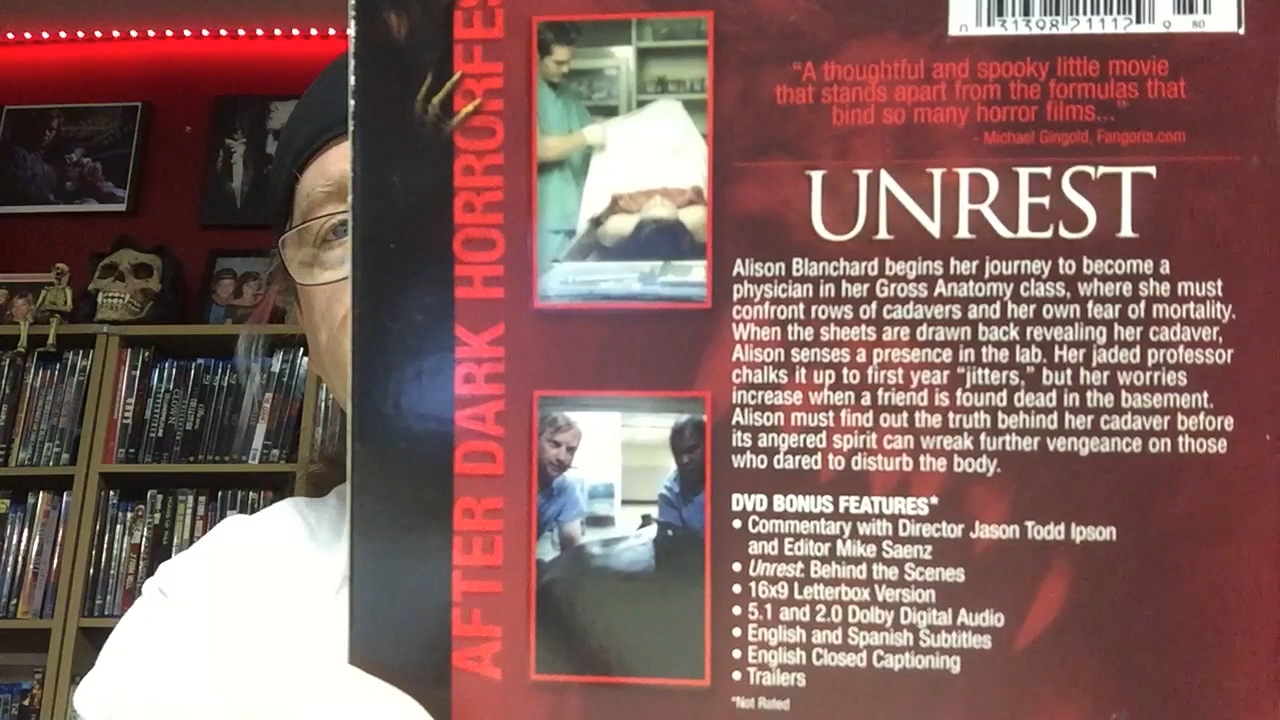 AFTER DARK HORRORFES
0 31398 21112 9 80
"A thoughtful and spooky little movie
that stands apart from the formulas that
bind so many horror films..."
- Michael Gingold, Fangoria.com
UNREST
Alison Blanchard begins her journey to become a
physician in her Gross Anatomy class, where she must
confront rows of cadavers and her own fear of mortality.
When the sheets are drawn back revealing her cadaver,
Alison senses a presence in the lab. Her jaded professor
chalks it up to first year "jitters," but her worries
increase when a friend is found dead in the basement.
Alison must find out the truth behind her cadaver before
its angered spirit can wreak further vengeance on those
who dared to disturb the body.
DVD BONUS FEATURES*
• Commentary with Director Jason Todd Ipson
and Editor Mike Saenz
• Unrest: Behind the Scenes
• 16x9 Letterbox Version
• 5.1 and 2.0 Dolby Digital Audio
• English and Spanish Subtitles
• English Closed Captioning
• Trailers
*Not Rated